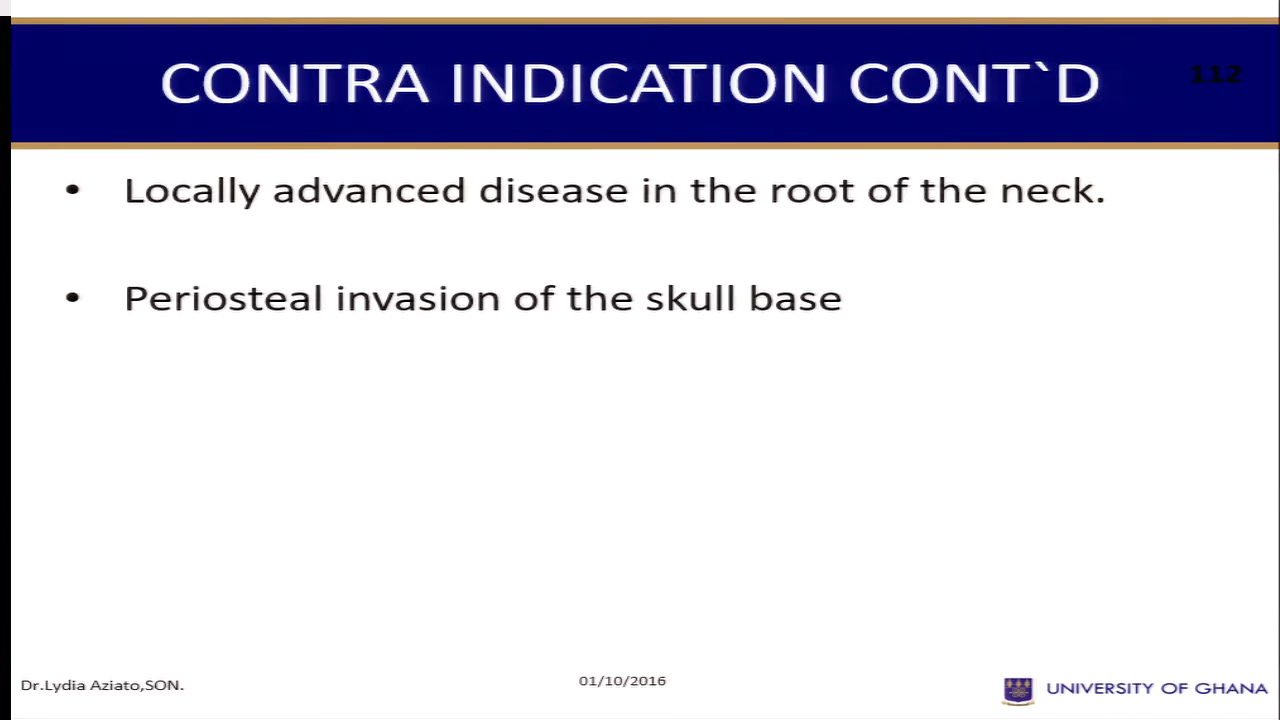 CONTRA INDICATION CONT`D
112
• Locally advanced disease in the root of the neck.
• Periosteal invasion of the skull base
Dr.Lydia Aziato,SON.
01/10/2016
UNIVERSITY OF GHANA